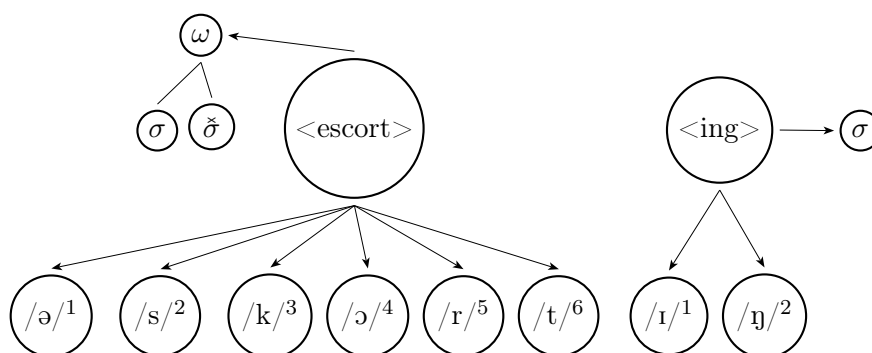 ω
σ σ̌
<escort> <ing> σ
/ə/¹ /s/² /k/³ /ɔ/⁴ /r/⁵ /t/⁶ /ɪ/¹ /ŋ/²